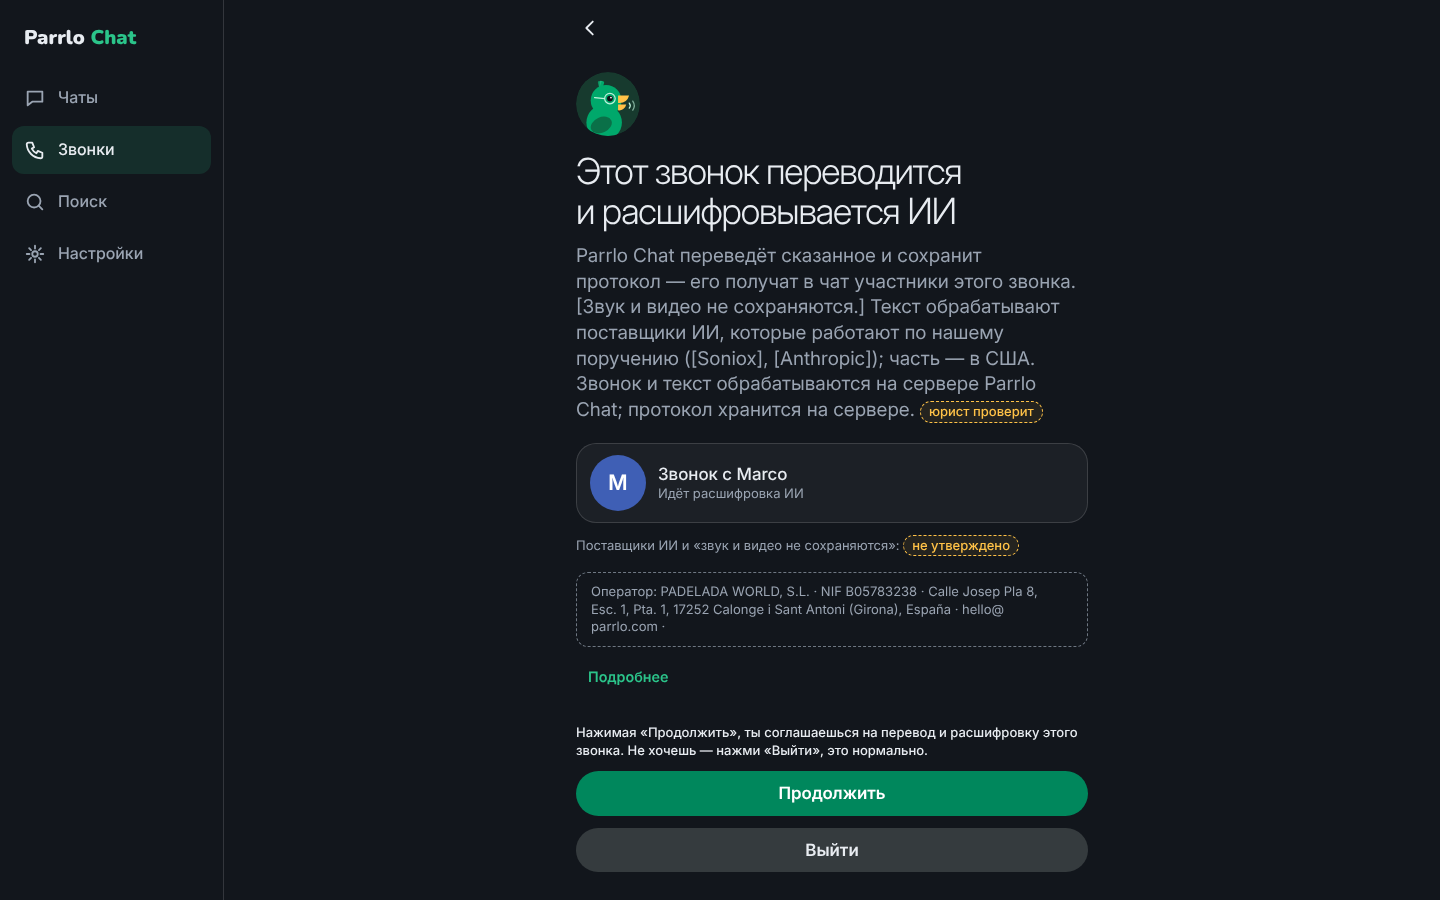 Parrlo Chat
Чаты
Звонки
Поиск
Настройки
Этот звонок переводится
и расшифровывается ИИ
Parrlo Chat переведёт сказанное и сохранит
протокол — его получат в чат участники этого звонка.
[Звук и видео не сохраняются.] Текст обрабатывают
поставщики ИИ, которые работают по нашему
поручению ([Soniox], [Anthropic]); часть — в США.
Звонок и текст обрабатываются на сервере Parrlo
Chat; протокол хранится на сервере. юрист проверит
M
Звонок с Marco
Идёт расшифровка ИИ
Поставщики ИИ и «звук и видео не сохраняются»: не утверждено
Оператор: PADELADA WORLD, S.L. · NIF B05783238 · Calle Josep Pla 8,
Esc. 1, Pta. 1, 17252 Calonge i Sant Antoni (Girona), España · hello@
parrlo.com ·
Подробнее
Нажимая «Продолжить», ты соглашаешься на перевод и расшифровку этого
звонка. Не хочешь — нажми «Выйти», это нормально.
Продолжить
Выйти